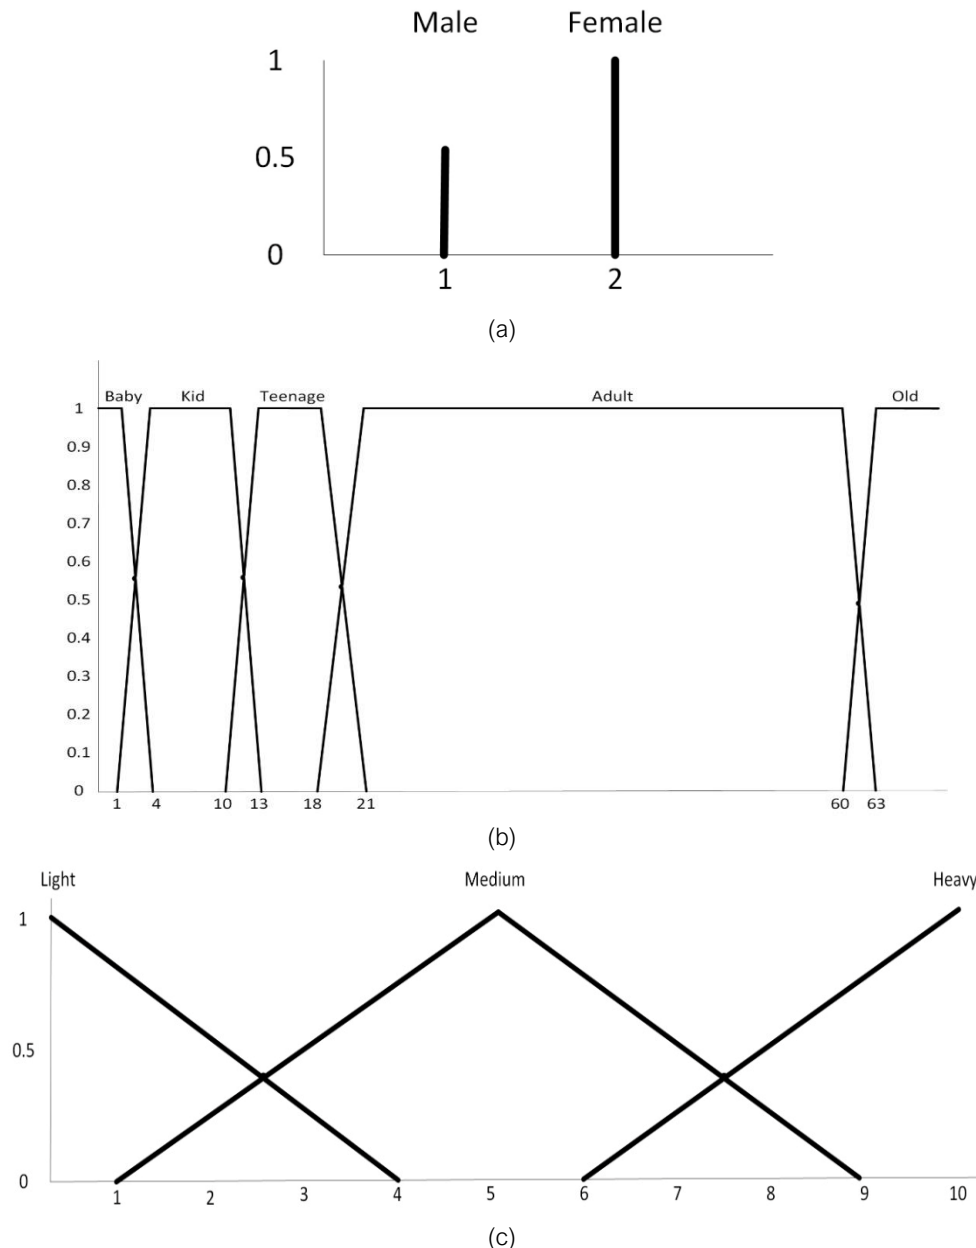 Male Female
1
0.5
0
1 2
(a)
Baby Kid Teenage Adult Old
1
0.9
0.8
0.7
0.6
0.5
0.4
0.3
0.2
0.1
0
1 4 10 13 18 21 60 63
(b)
Light Medium Heavy
1
0.5
0
1 2 3 4 5 6 7 8 9 10
(c)